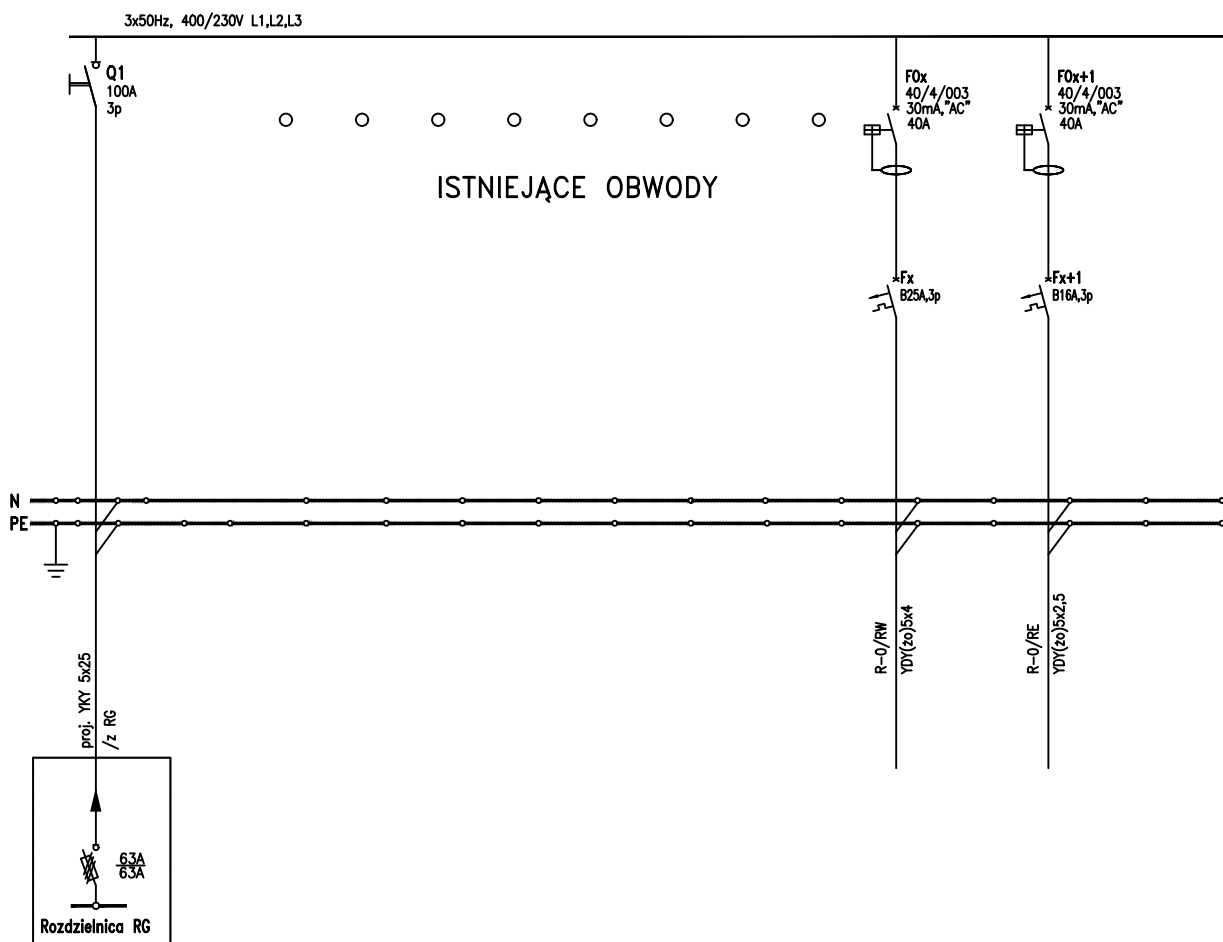 3x50Hz, 400/230V L1,L2,L3
Q1
100A
3p
F0x
40/4/003
30mA,"AC"
40A
F0x+1
40/4/003
30mA,"AC"
40A
ISTNIEJĄCE OBWODY
Fx
B25A,3p
Fx+1
B16A,3p
N
PE
R-O/RW
YDY(żo)5x4
R-O/RE
YDY(żo)5x2,5
proj. YKY 5x25
/z RG
63A
63A
Rozdzielnica RG